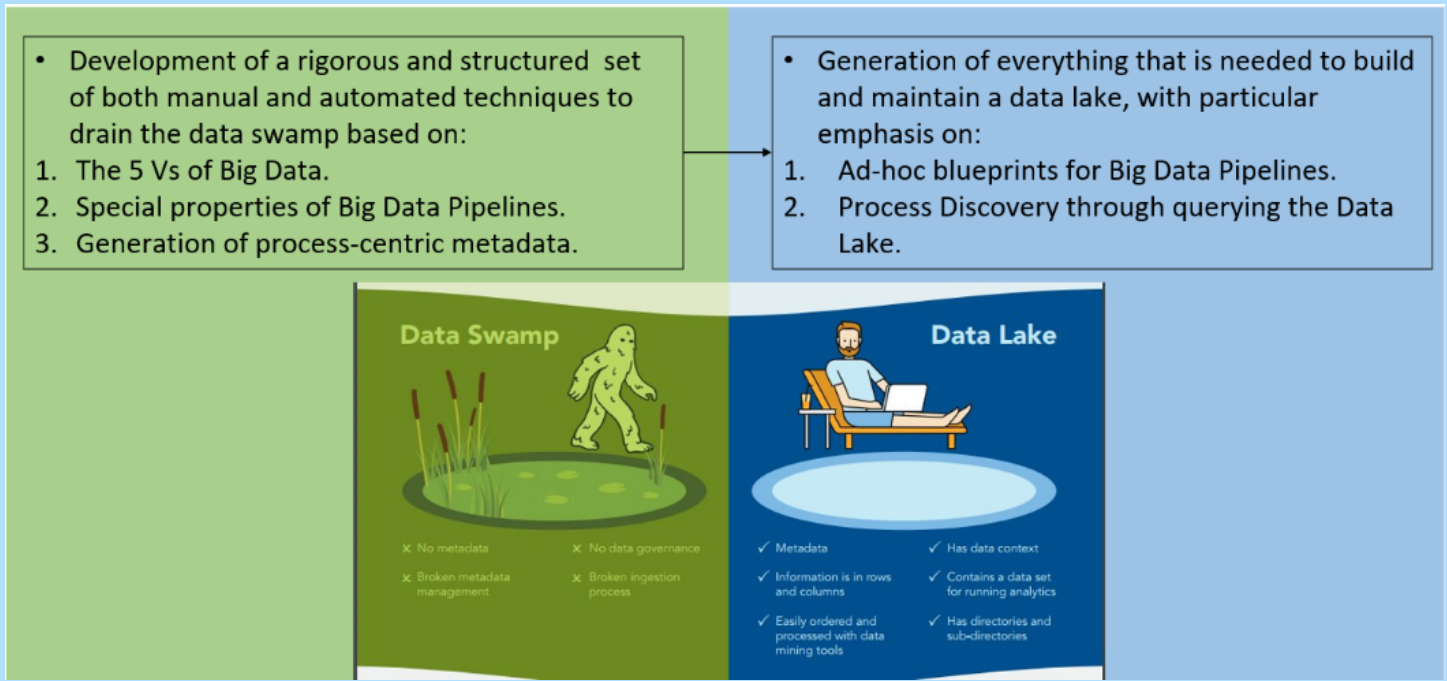 • Development of a rigorous and structured set
of both manual and automated techniques to
drain the data swamp based on:
1. The 5 Vs of Big Data.
2. Special properties of Big Data Pipelines.
3. Generation of process-centric metadata.
• Generation of everything that is needed to build
and maintain a data lake, with particular
emphasis on:
1. Ad-hoc blueprints for Big Data Pipelines.
2. Process Discovery through querying the Data
Lake.
Data Swamp
x No metadata
x Broken metadata
management
x No data governance
x Broken ingestion
process
Data Lake
✓ Metadata
✓ Information is in rows
and columns
✓ Easily ordered and
processed with data
mining tools
✓ Has data context
✓ Contains a data set
for running analytics
✓ Has directories and
sub-directories